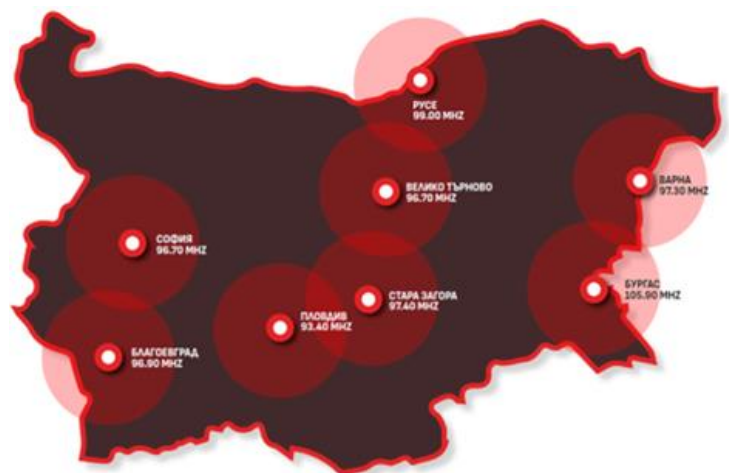 РУСЕ
99.00 MHZ
ВЕЛИКО ТЪРНОВО
96.70 MHZ
ВАРНА
97.30 MHZ
СОФИЯ
96.70 MHZ
СТАРА ЗАГОРА
97.40 MHZ
БУРГАС
105.90 MHZ
ПЛОВДИВ
93.40 MHZ
БЛАГОЕВГРАД
96.90 MHZ